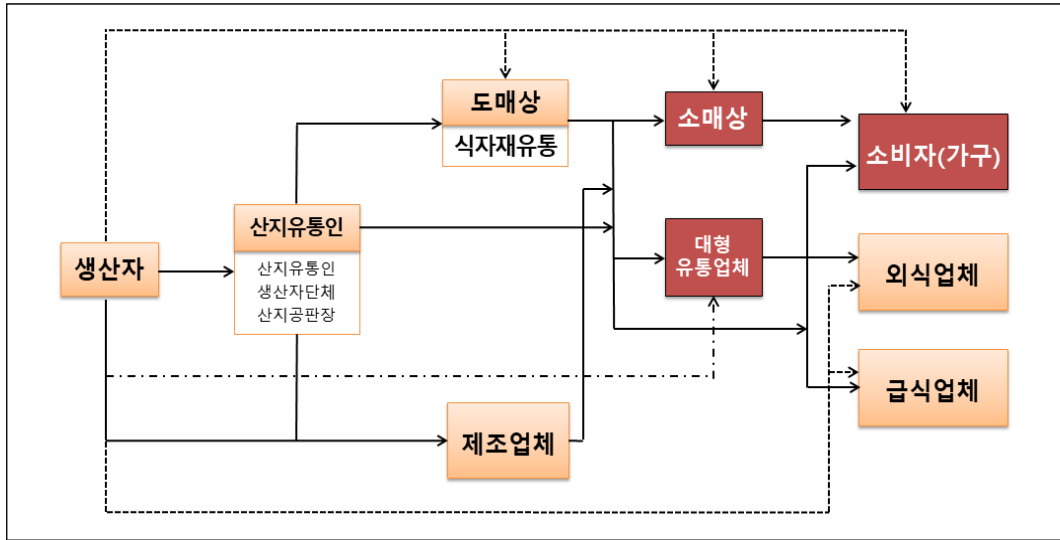 도매상
식자재유통
소매상
소비자(가구)
산지유통인
산지유통인
생산자단체
산지공판장
생산자
대형
유통업체
외식업체
급식업체
제조업체